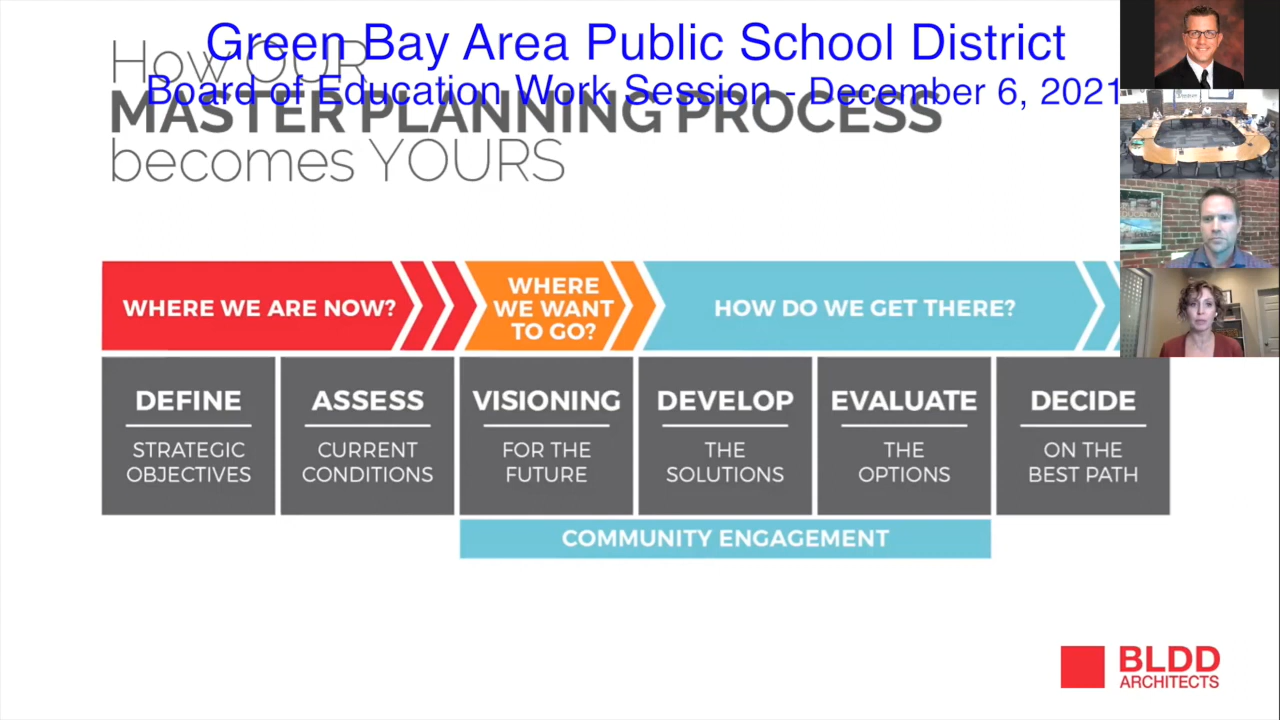 Green Bay Area Public School District
Board of Education Work Session - December 6, 2021
How OUR
MASTER PLANNING PROCESS
becomes YOURS
WHERE WE ARE NOW?
WHERE
WE WANT
TO GO?
HOW DO WE GET THERE?
DEFINE
STRATEGIC
OBJECTIVES
ASSESS
CURRENT
CONDITIONS
VISIONING
FOR THE
FUTURE
DEVELOP
THE
SOLUTIONS
EVALUATE
THE
OPTIONS
DECIDE
ON THE
BEST PATH
COMMUNITY ENGAGEMENT
BLDD
ARCHITECTS